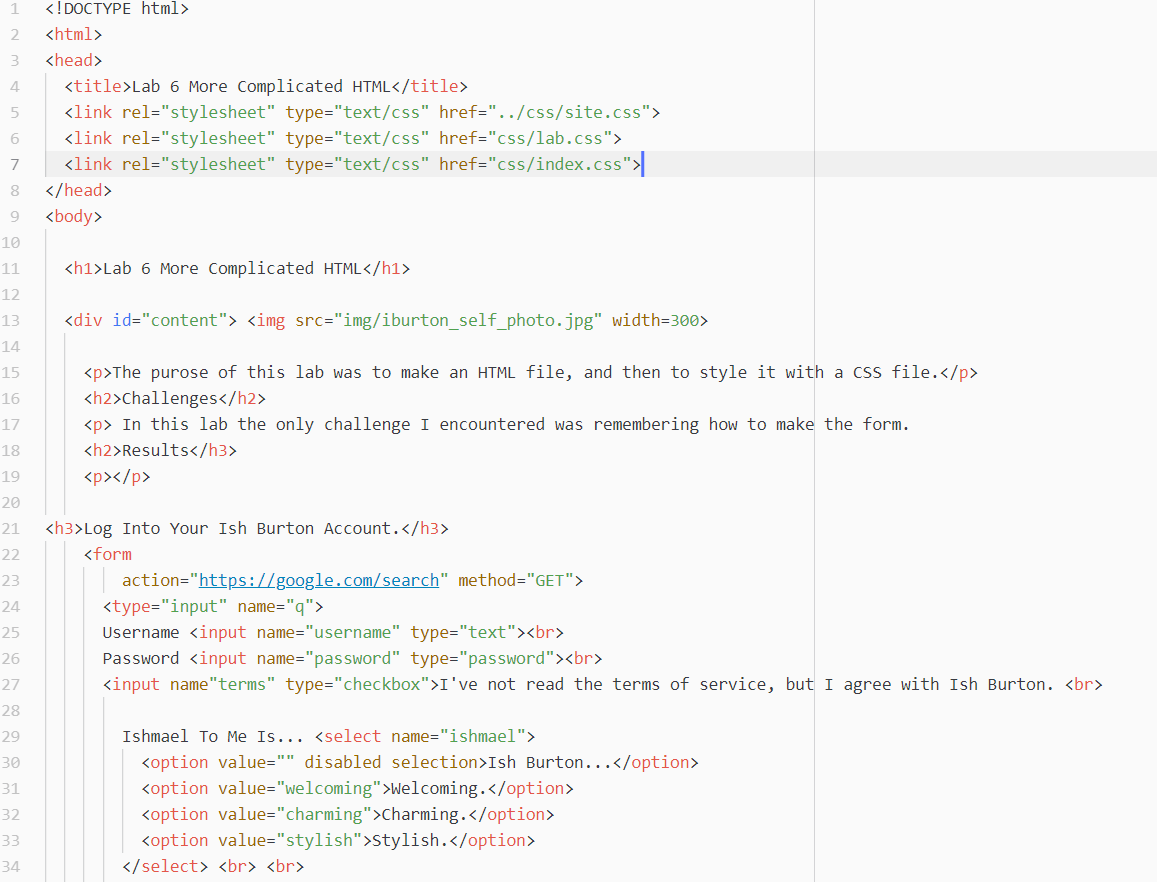 1 <!DOCTYPE html>
2 <html>
3 <head>
4 <title>Lab 6 More Complicated HTML</title>
5 <link rel="stylesheet" type="text/css" href="../css/site.css">
6 <link rel="stylesheet" type="text/css" href="css/lab.css">
7 <link rel="stylesheet" type="text/css" href="css/index.css">
8 </head>
9 <body>
10
11 <h1>Lab 6 More Complicated HTML</h1>
12
13 <div id="content"> <img src="img/iburton_self_photo.jpg" width=300>
14
15 <p>The purose of this lab was to make an HTML file, and then to style it with a CSS file.</p>
16 <h2>Challenges</h2>
17 <p> In this lab the only challenge I encountered was remembering how to make the form.
18 <h2>Results</h3>
19 <p></p>
20
21 <h3>Log Into Your Ish Burton Account.</h3>
22 <form
23 action="https://google.com/search" method="GET">
24 <type="input" name="q">
25 Username <input name="username" type="text"><br>
26 Password <input name="password" type="password"><br>
27 <input name"terms" type="checkbox">I've not read the terms of service, but I agree with Ish Burton. <br>
28
29 Ishmael To Me Is... <select name="ishmael">
30 <option value="" disabled selection>Ish Burton...</option>
31 <option value="welcoming">Welcoming.</option>
32 <option value="charming">Charming.</option>
33 <option value="stylish">Stylish.</option>
34 </select> <br> <br>